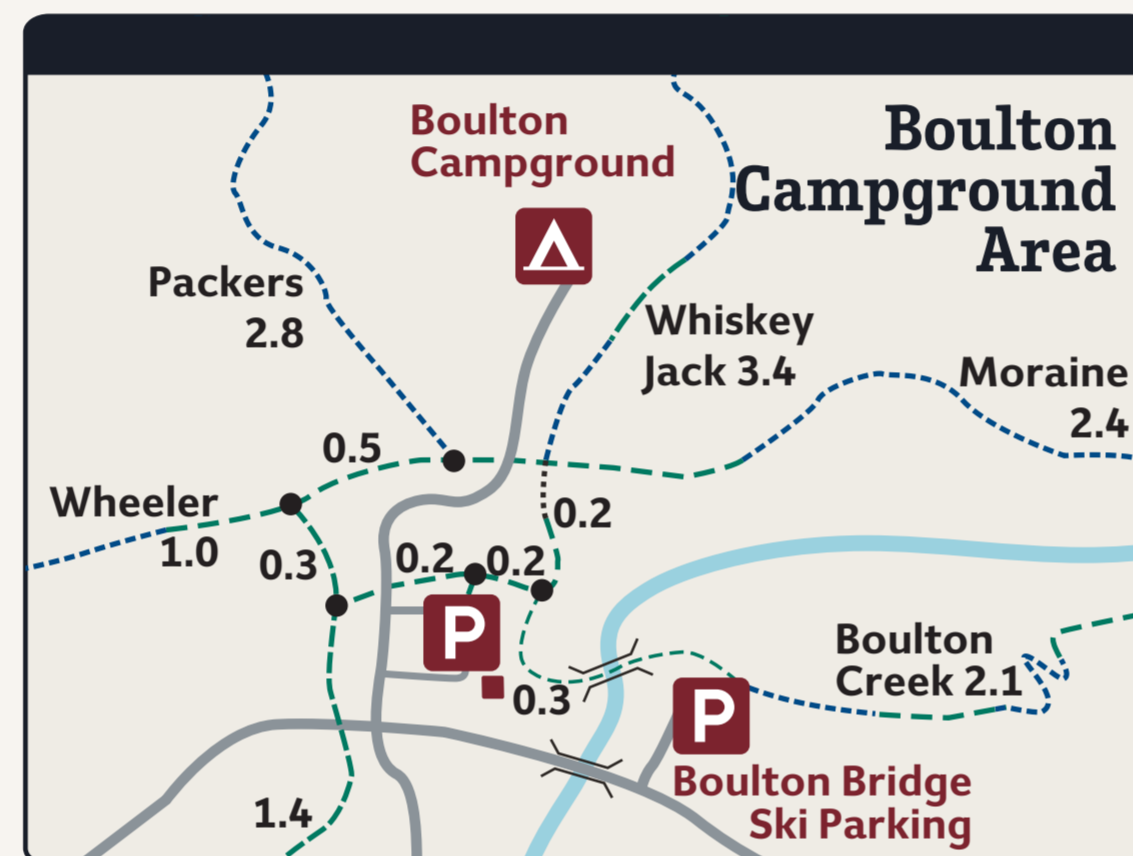 Boulton
Campground
Area
Boulton
Campground
Packers
2.8
Whiskey
Jack 3.4
Moraine
2.4
0.5
Wheeler
1.0
0.3
0.2
0.2
0.2
P
0.3
Boulton
Creek 2.1
P
Boulton Bridge
Ski Parking
1.4